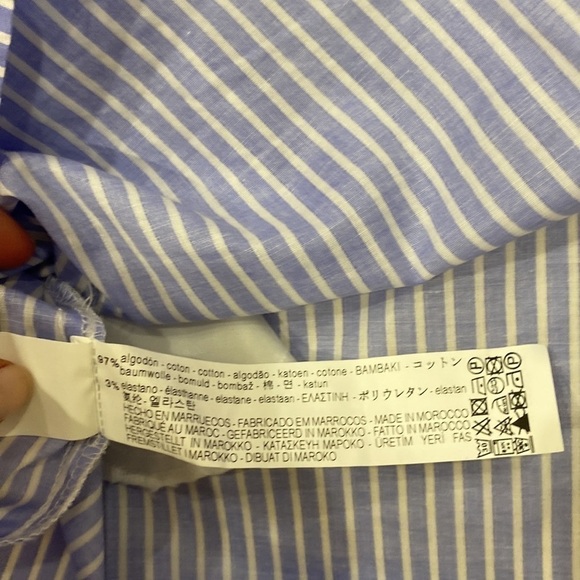 97% algodón - coton - cotton - algodão - katoen - cotone - BAMBAKI - コットン
baumwolle - bomuld - bombaž - 棉 - 면 - katun
3% elastano - élasthanne - elastane - elastaan - ΕΛΑΣΤΙΝΗ - ポリウレタン - elastan
氨纶 - 엘라스탄
HECHO EN MARRUECOS - FABRICADO EM MARROCOS - MADE IN MOROCCO
FABRIQUÉ AU MAROC - GEFABRICEERD IN MAROKKO - FATTO IN MAROCCO
HERGESTELLT IN MAROKKO - ΚΑΤΑΣΚΕΥΗ ΜΑΡΟΚΟ - ÜRETİM YERİ FAS
FREMSTILLET I MAROKKO - DIBUAT DI MAROKO